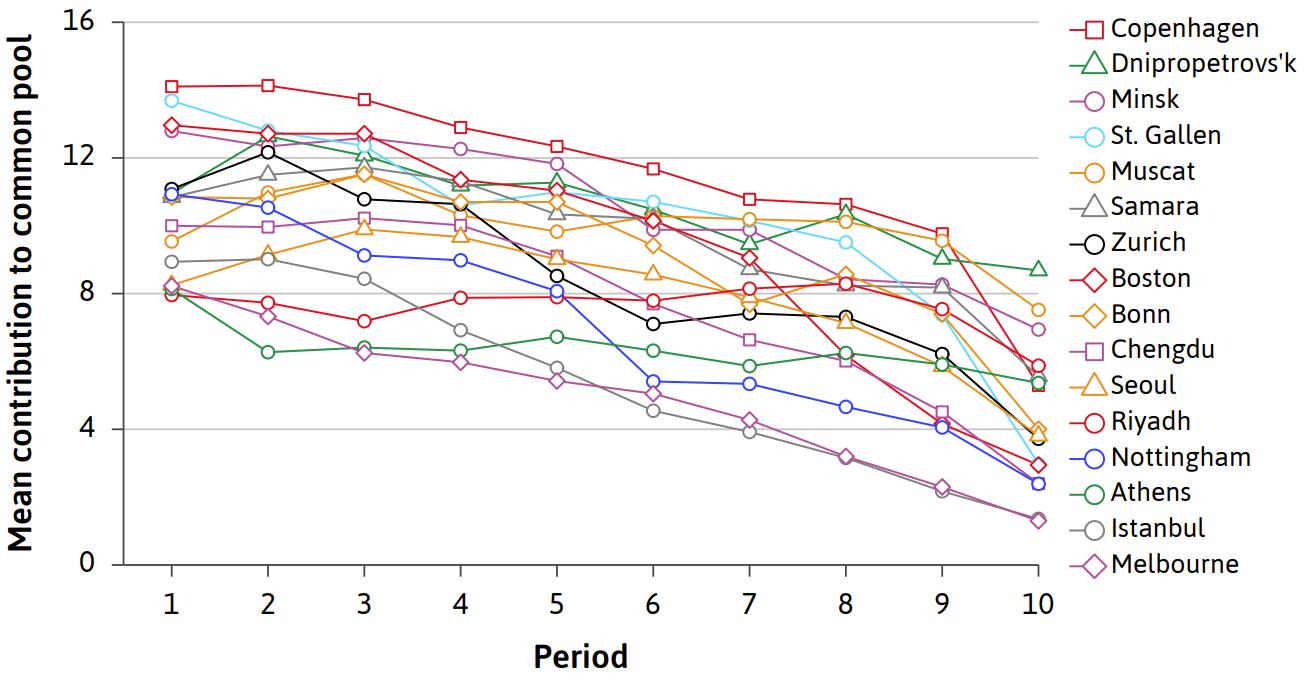 Mean contribution to common pool
16
12
8
4
0
1 2 3 4 5 6 7 8 9 10
Period
Copenhagen
Dnipropetrovs'k
Minsk
St. Gallen
Muscat
Samara
Zurich
Boston
Bonn
Chengdu
Seoul
Riyadh
Nottingham
Athens
Istanbul
Melbourne